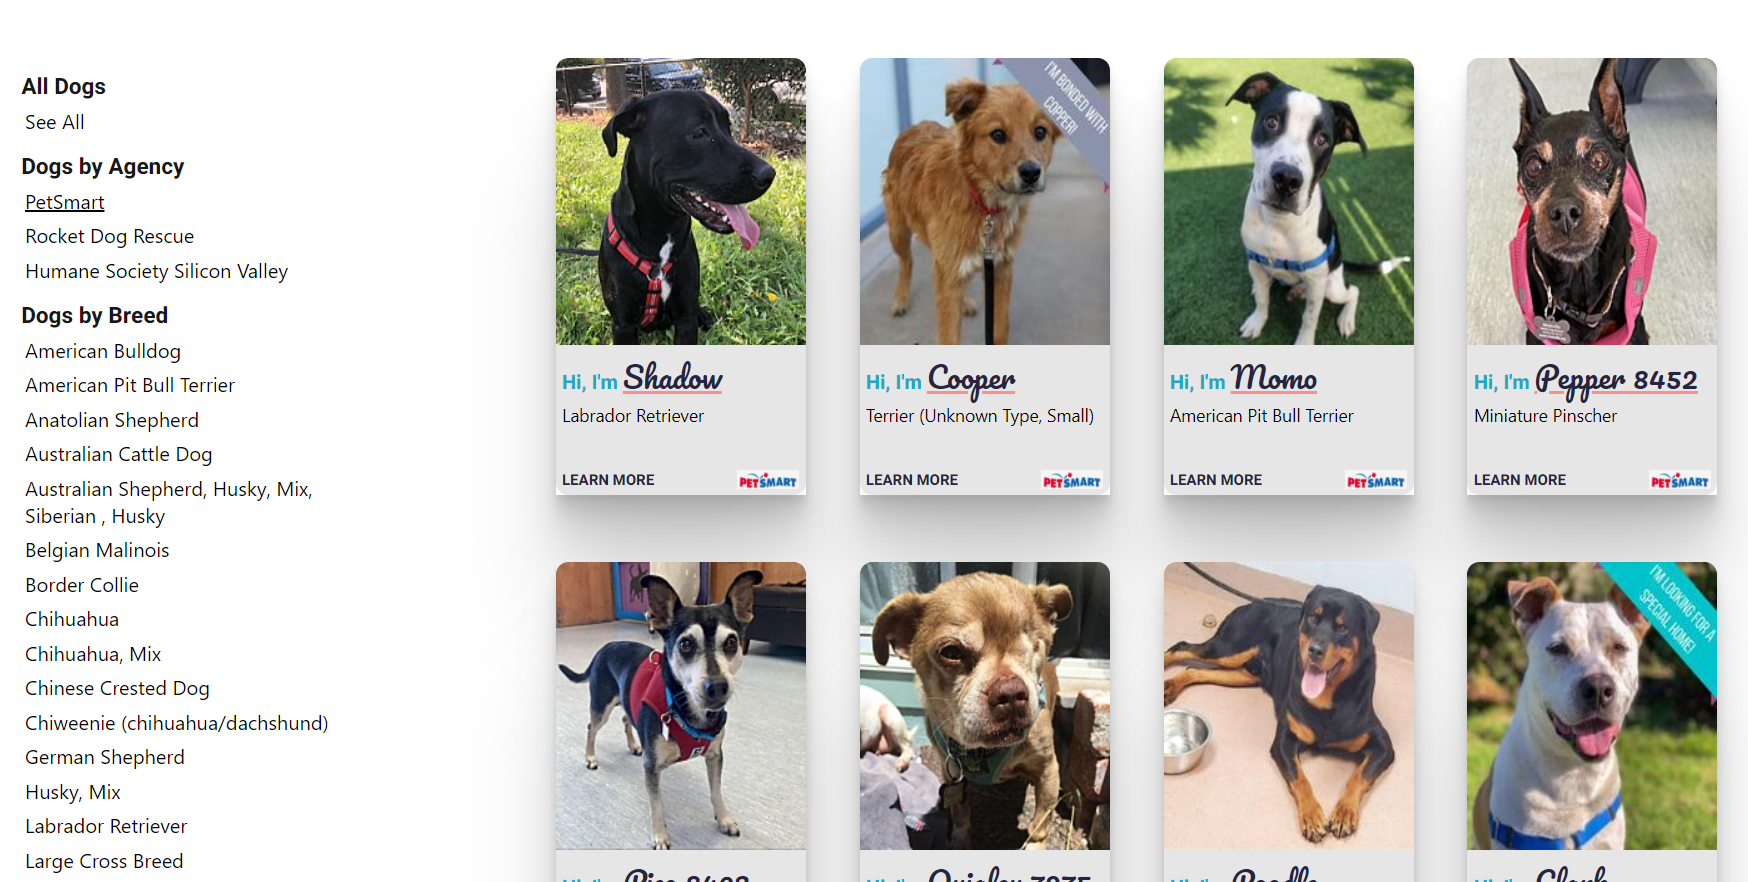 All Dogs
See All
Dogs by Agency
PetSmart
Rocket Dog Rescue
Humane Society Silicon Valley
Dogs by Breed
American Bulldog
American Pit Bull Terrier
Anatolian Shepherd
Australian Cattle Dog
Australian Shepherd, Husky, Mix,
Siberian , Husky
Belgian Malinois
Border Collie
Chihuahua
Chihuahua, Mix
Chinese Crested Dog
Chiweenie (chihuahua/dachshund)
German Shepherd
Husky, Mix
Labrador Retriever
Large Cross Breed
Hi, I'm Shadow
Labrador Retriever
LEARN MORE
PETSMART
I'M BONDED WITH
COPPER!
Hi, I'm Cooper
Terrier (Unknown Type, Small)
LEARN MORE
PETSMART
Hi, I'm Momo
American Pit Bull Terrier
LEARN MORE
PETSMART
Hi, I'm Pepper 8452
Miniature Pinscher
LEARN MORE
PETSMART
I'M LOOKING FOR A
SPECIAL HOME!